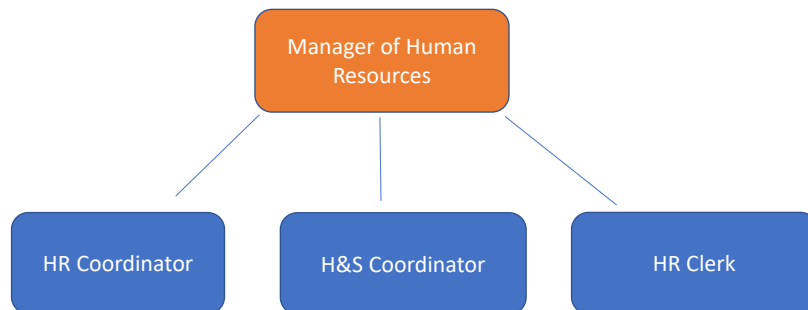 Manager of Human
Resources
HR Coordinator
H&S Coordinator
HR Clerk